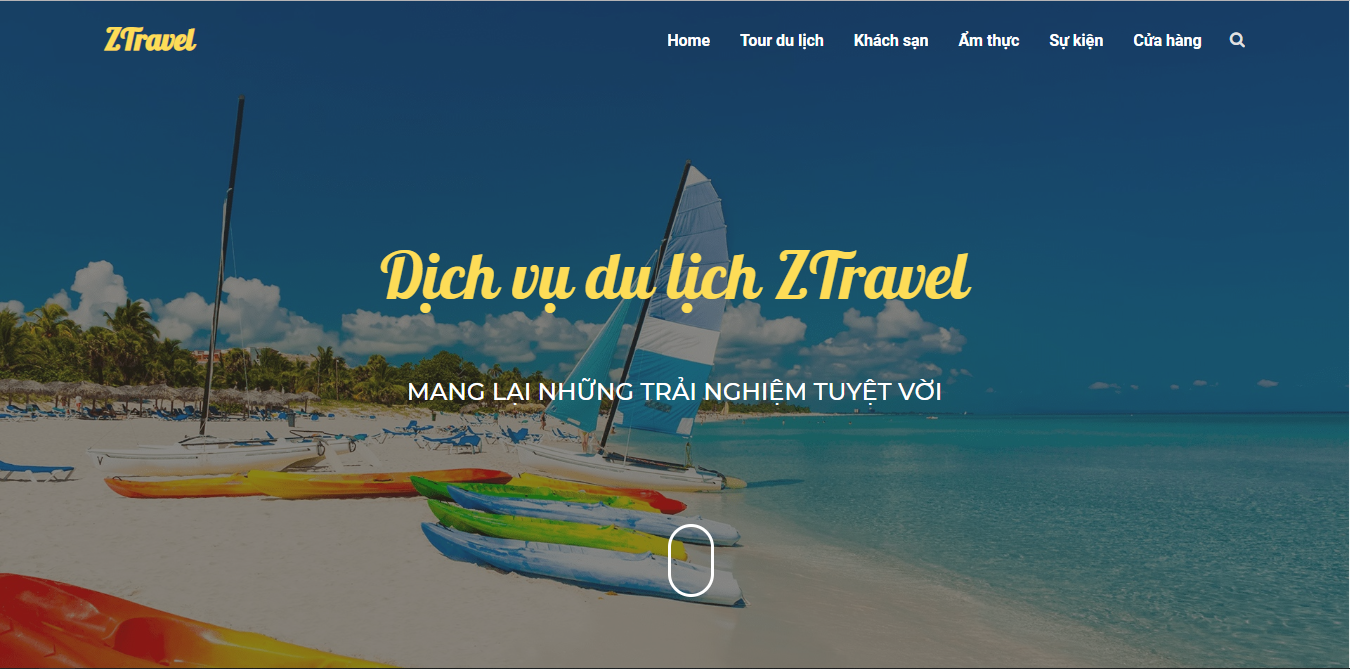 ZTravel
Home Tour du lịch Khách sạn Ẩm thực Sự kiện Cửa hàng
Dịch vụ du lịch ZTravel
MANG LẠI NHỮNG TRẢI NGHIỆM TUYỆT VỜI